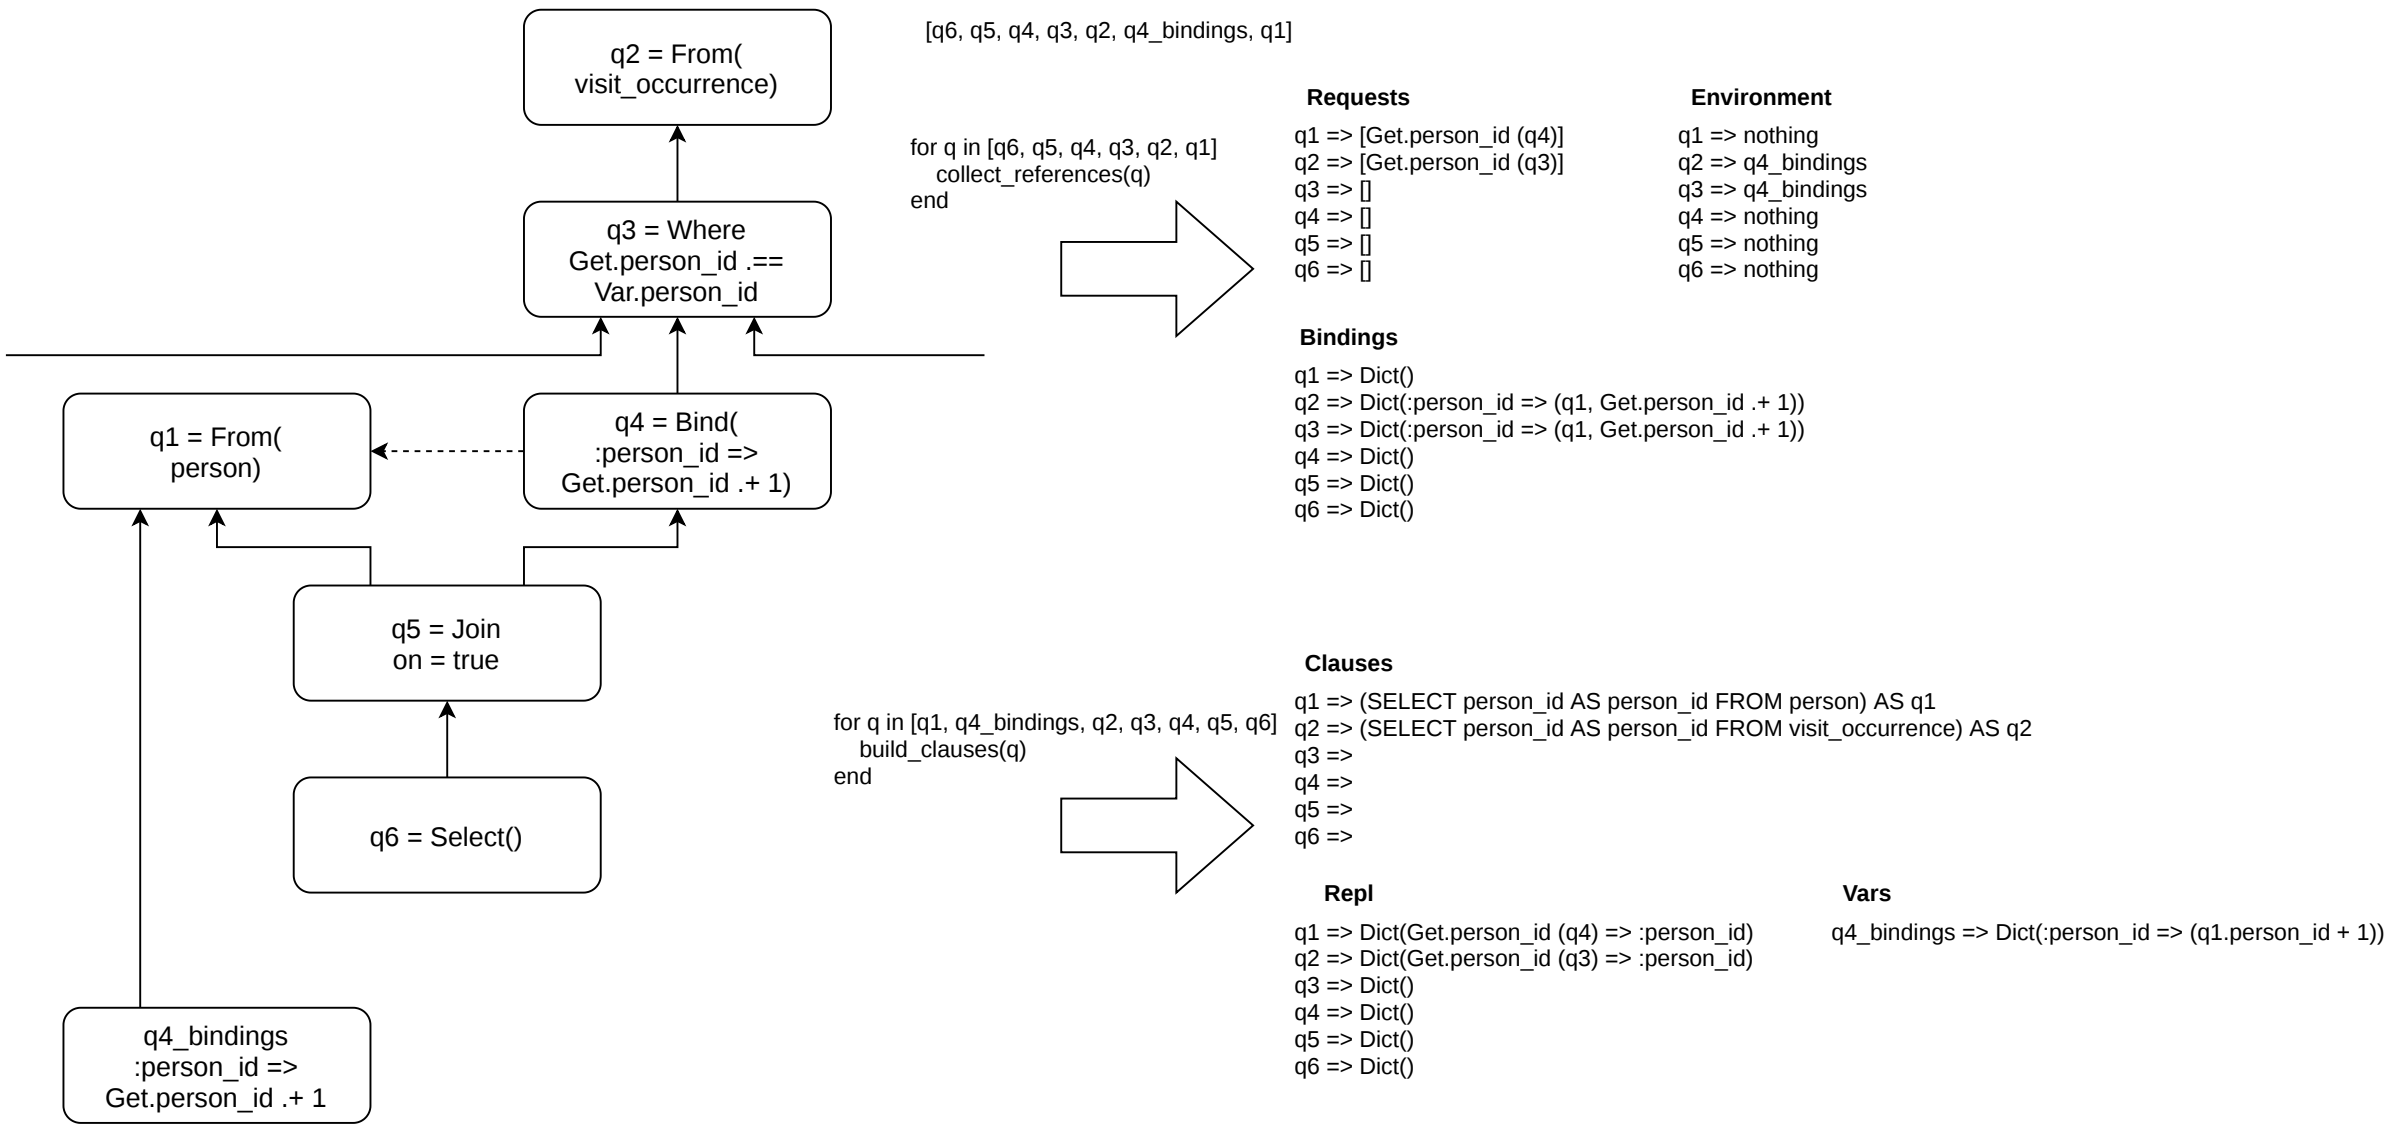 q2 = From(
visit_occurrence)
q3 = Where
Get.person_id .==
Var.person_id
q1 = From(
person)
q4 = Bind(
:person_id =>
Get.person_id .+ 1)
q5 = Join
on = true
q6 = Select()
q4_bindings
:person_id =>
Get.person_id .+ 1
[q6, q5, q4, q3, q2, q4_bindings, q1]
for q in [q6, q5, q4, q3, q2, q1]
collect_references(q)
end
Requests
q1 => [Get.person_id (q4)]
q2 => [Get.person_id (q3)]
q3 => []
q4 => []
q5 => []
q6 => []
Environment
q1 => nothing
q2 => q4_bindings
q3 => q4_bindings
q4 => nothing
q5 => nothing
q6 => nothing
Bindings
q1 => Dict()
q2 => Dict(:person_id => (q1, Get.person_id .+ 1))
q3 => Dict(:person_id => (q1, Get.person_id .+ 1))
q4 => Dict()
q5 => Dict()
q6 => Dict()
for q in [q1, q4_bindings, q2, q3, q4, q5, q6]
build_clauses(q)
end
Clauses
q1 => (SELECT person_id AS person_id FROM person) AS q1
q2 => (SELECT person_id AS person_id FROM visit_occurrence) AS q2
q3 =>
q4 =>
q5 =>
q6 =>
Repl
q1 => Dict(Get.person_id (q4) => :person_id)
q2 => Dict(Get.person_id (q3) => :person_id)
q3 => Dict()
q4 => Dict()
q5 => Dict()
q6 => Dict()
Vars
q4_bindings => Dict(:person_id => (q1.person_id + 1))